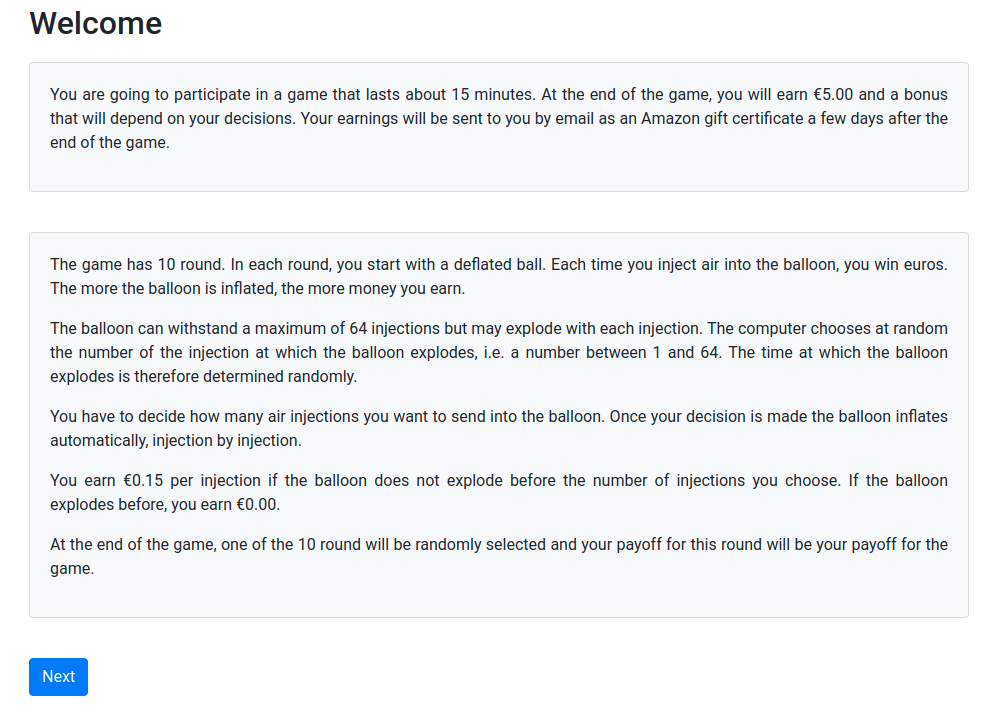 Welcome
You are going to participate in a game that lasts about 15 minutes. At the end of the game, you will earn €5.00 and a bonus
that will depend on your decisions. Your earnings will be sent to you by email as an Amazon gift certificate a few days after the
end of the game.
The game has 10 round. In each round, you start with a deflated ball. Each time you inject air into the balloon, you win euros.
The more the balloon is inflated, the more money you earn.
The balloon can withstand a maximum of 64 injections but may explode with each injection. The computer chooses at random
the number of the injection at which the balloon explodes, i.e. a number between 1 and 64. The time at which the balloon
explodes is therefore determined randomly.
You have to decide how many air injections you want to send into the balloon. Once your decision is made the balloon inflates
automatically, injection by injection.
You earn €0.15 per injection if the balloon does not explode before the number of injections you choose. If the balloon
explodes before, you earn €0.00.
At the end of the game, one of the 10 round will be randomly selected and your payoff for this round will be your payoff for the
game.
Next